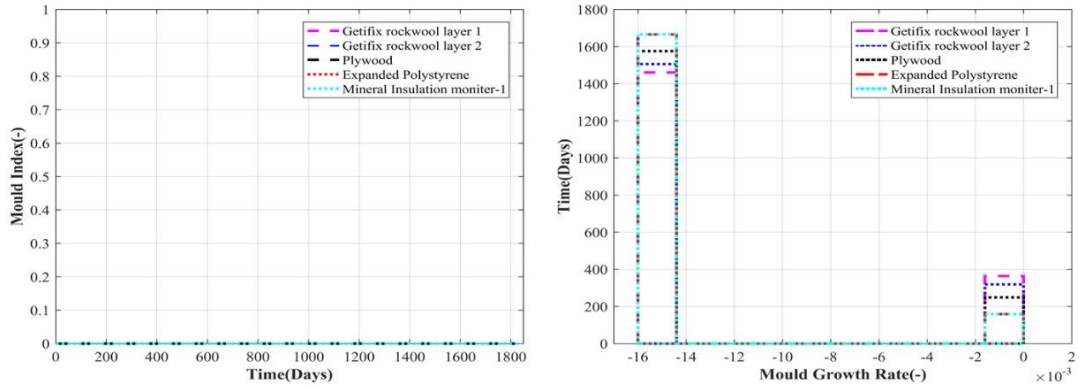 Mould Index(-)
1
0.9
0.8
0.7
0.6
0.5
0.4
0.3
0.2
0.1
0
Getifix rockwool layer 1
Getifix rockwool layer 2
Plywood
Expanded Polystyrene
Mineral Insulation moniter-1
0 200 400 600 800 1000 1200 1400 1600 1800
Time(Days)
Time(Days)
1800
1600
1400
1200
1000
800
600
400
200
0
Getifix rockwool layer 1
Getifix rockwool layer 2
Plywood
Expanded Polystyrene
Mineral Insulation moniter-1
-16 -14 -12 -10 -8 -6 -4 -2 0 2
Mould Growth Rate(-) ×10⁻³